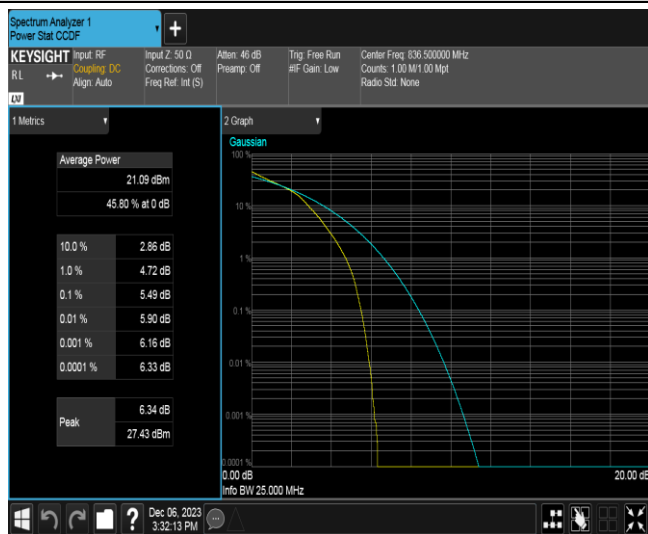 Spectrum Analyzer 1
Power Stat CCDF
+
KEYSIGHT
RL
LXI
Input: RF
Coupling: DC
Align: Auto
Input Z: 50 Ω
Corrections: Off
Freq Ref: Int (S)
Atten: 46 dB
Preamp: Off
Trig: Free Run
#IF Gain: Low
Center Freq: 836.500000 MHz
Counts: 1.00 M/1.00 Mpt
Radio Std: None
1 Metrics
Average Power
21.09 dBm
45.80 % at 0 dB
10.0 % 2.86 dB
1.0 % 4.72 dB
0.1 % 5.49 dB
0.01 % 5.90 dB
0.001 % 6.16 dB
0.0001 % 6.33 dB
Peak
6.34 dB
27.43 dBm
2 Graph
Gaussian
100 %
10 %
1 %
0.1 %
0.01 %
0.001 %
0.0001 %
0.00 dB
20.00 dB
Info BW 25.000 MHz
?
Dec 06, 2023
3:32:13 PM